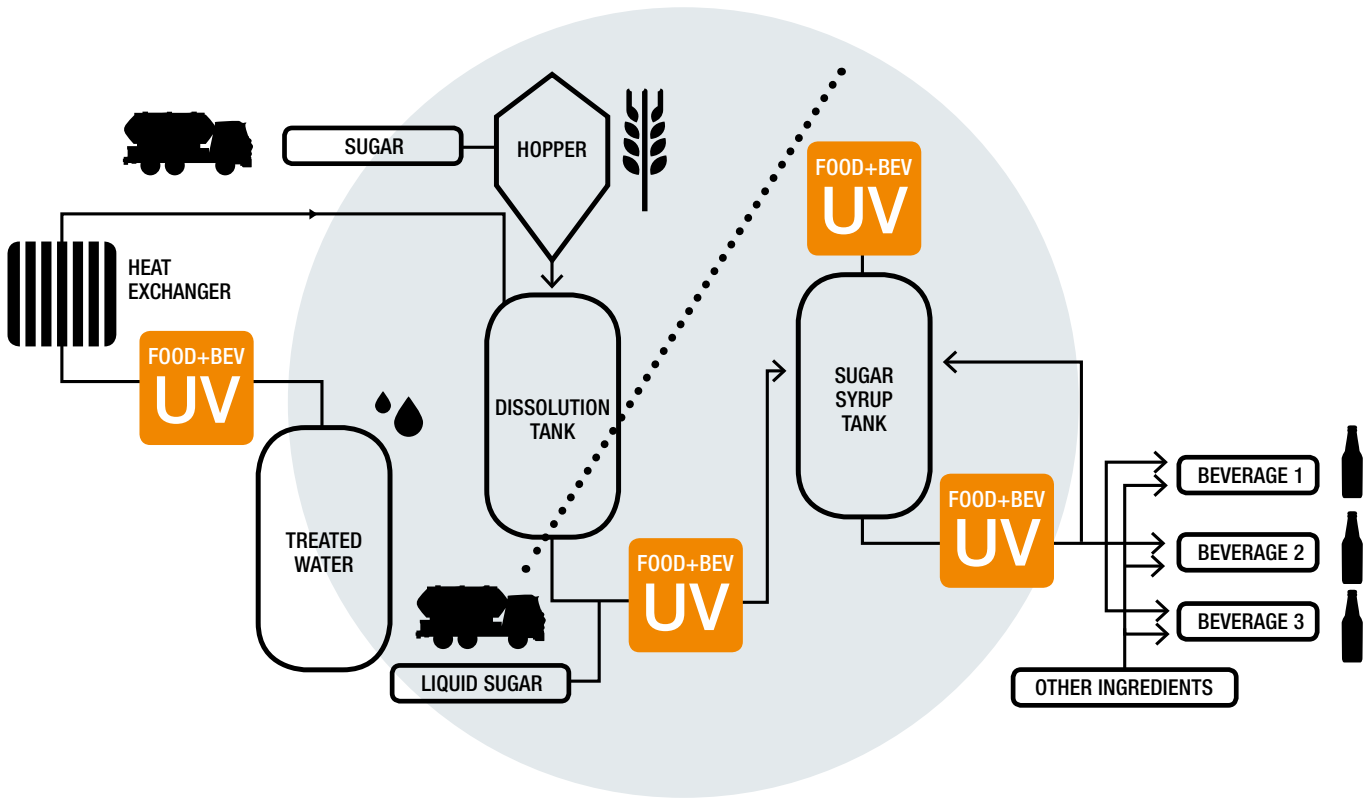 SUGAR
HOPPER
FOOD+BEV
UV
HEAT
EXCHANGER
FOOD+BEV
UV
DISSOLUTION
TANK
SUGAR
SYRUP
TANK
TREATED
WATER
FOOD+BEV
UV
FOOD+BEV
UV
BEVERAGE 1
BEVERAGE 2
BEVERAGE 3
LIQUID SUGAR
OTHER INGREDIENTS